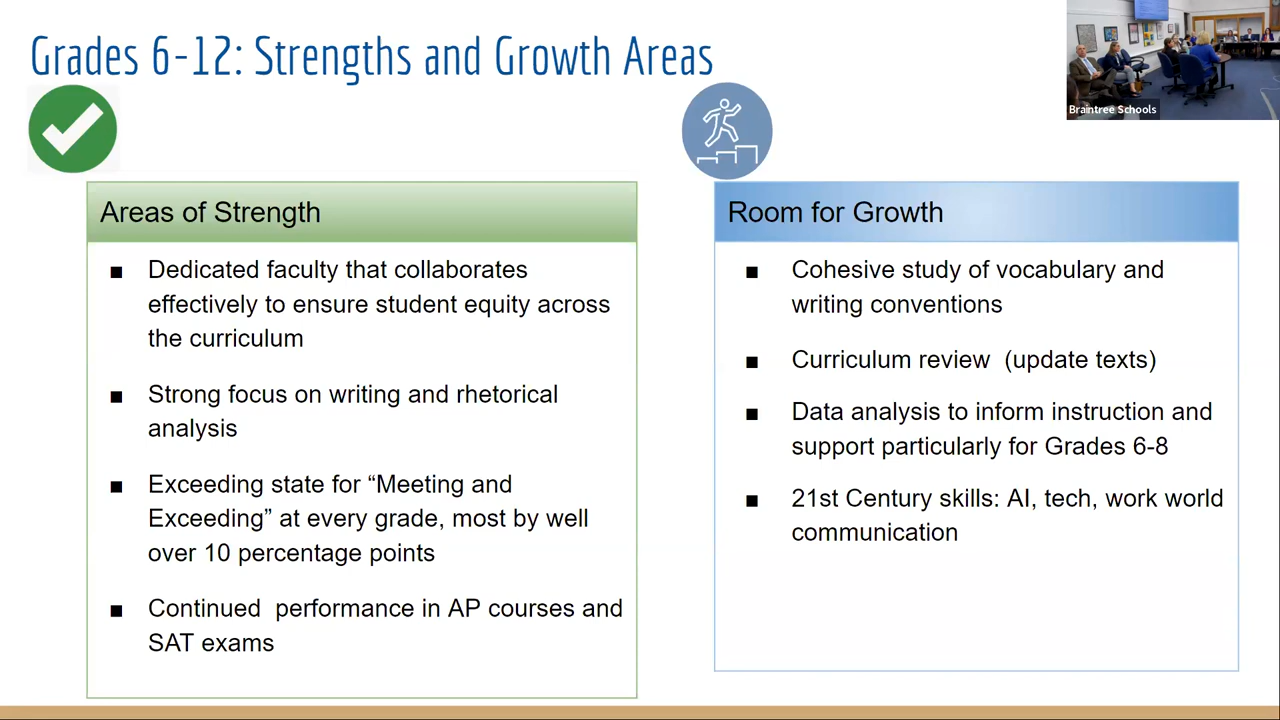 Grades 6-12: Strengths and Growth Areas
Braintree Schools
Areas of Strength
■ Dedicated faculty that collaborates
effectively to ensure student equity across
the curriculum
■ Strong focus on writing and rhetorical
analysis
■ Exceeding state for “Meeting and
Exceeding” at every grade, most by well
over 10 percentage points
■ Continued  performance in AP courses and
SAT exams
Room for Growth
■ Cohesive study of vocabulary and
writing conventions
■ Curriculum review  (update texts)
■ Data analysis to inform instruction and
support particularly for Grades 6-8
■ 21st Century skills: AI, tech, work world
communication